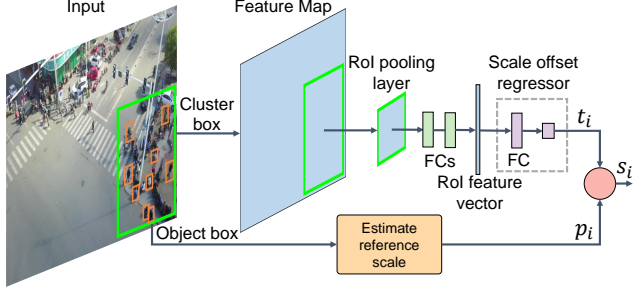 Input
Feature Map
RoI pooling
layer
Scale offset
regressor
Cluster
box
FCs
FC
RoI feature
vector
t_i
s_i
Object box
Estimate
reference
scale
p_i